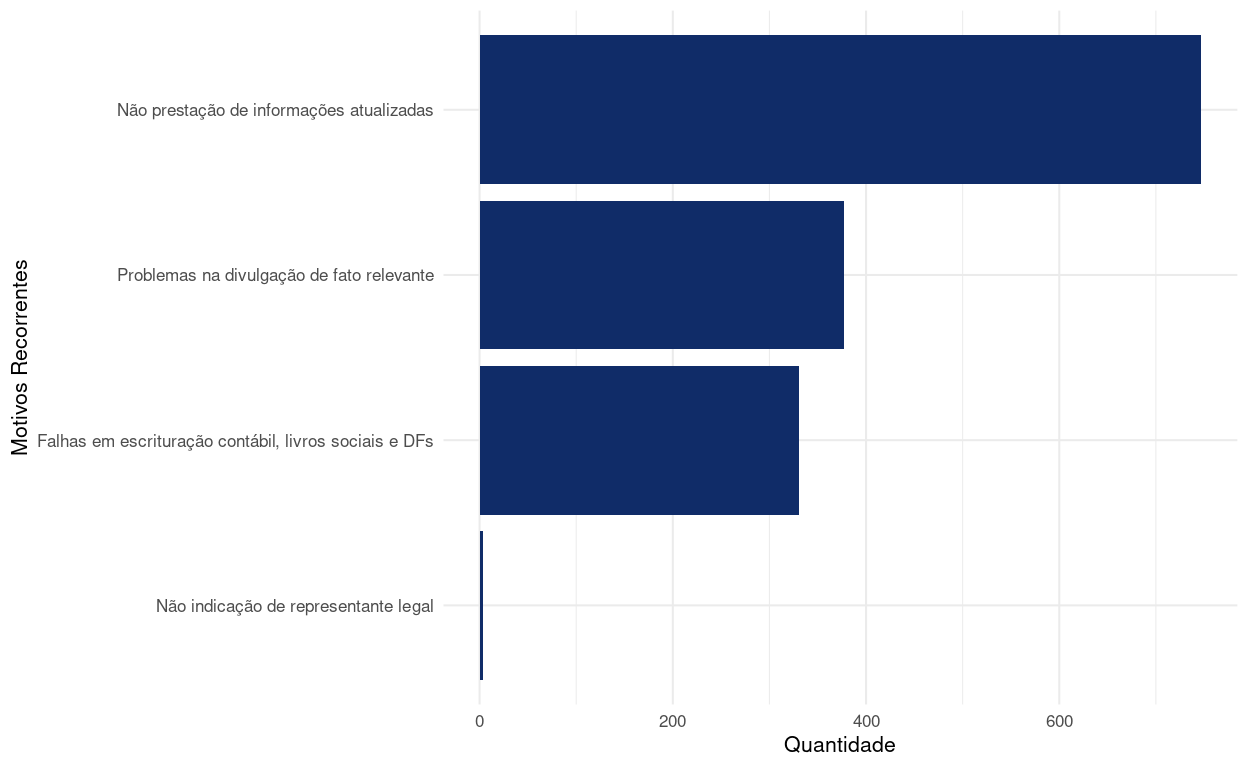 Motivos Recorrentes
Não prestação de informações atualizadas
Problemas na divulgação de fato relevante
Falhas em escrituração contábil, livros sociais e DFs
Não indicação de representante legal
0 200 400 600
Quantidade